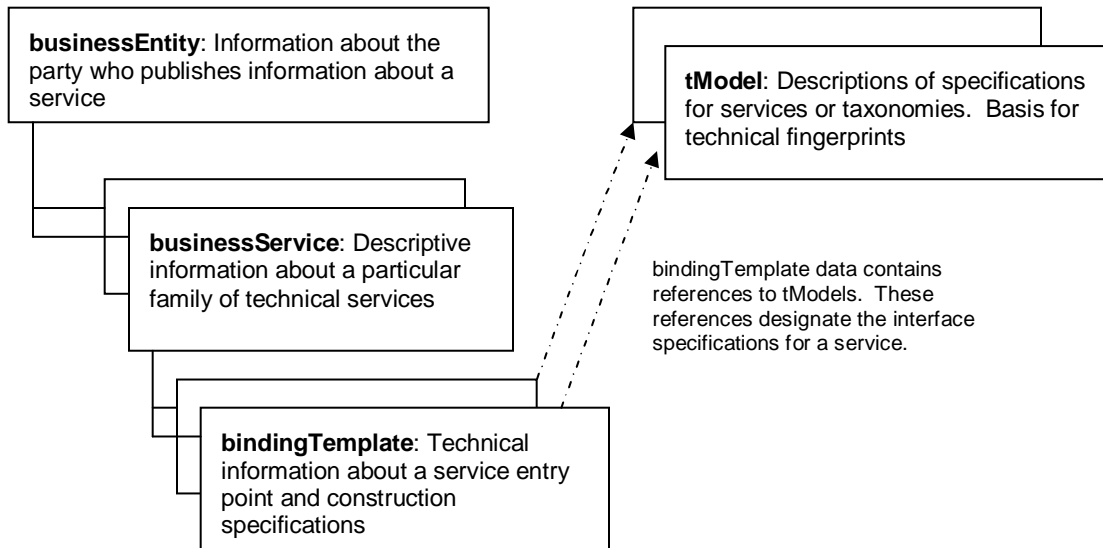 businessEntity: Information about the
party who publishes information about a
service
tModel: Descriptions of specifications
for services or taxonomies.  Basis for
technical fingerprints
businessService: Descriptive
information about a particular
family of technical services
bindingTemplate data contains
references to tModels.  These
references designate the interface
specifications for a service.
bindingTemplate: Technical
information about a service entry
point and construction
specifications